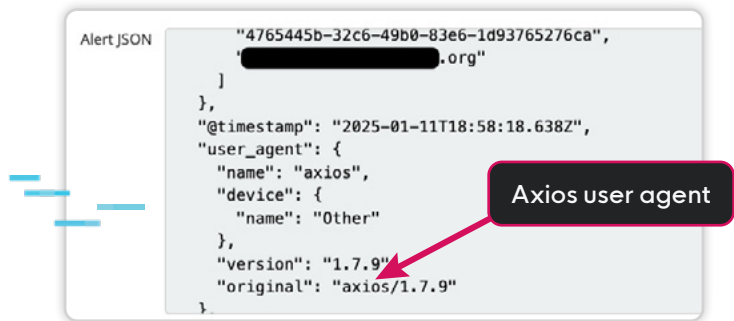 Alert JSON
"4765445b-32c6-49b0-83e6-1d93765276ca",
".org"
]
},
"@timestamp": "2025-01-11T18:58:18.638Z",
"user_agent": {
"name": "axios",
"device": {
"name": "Other"
},
"version": "1.7.9"
"original": "axios/1.7.9"
},
Axios user agent